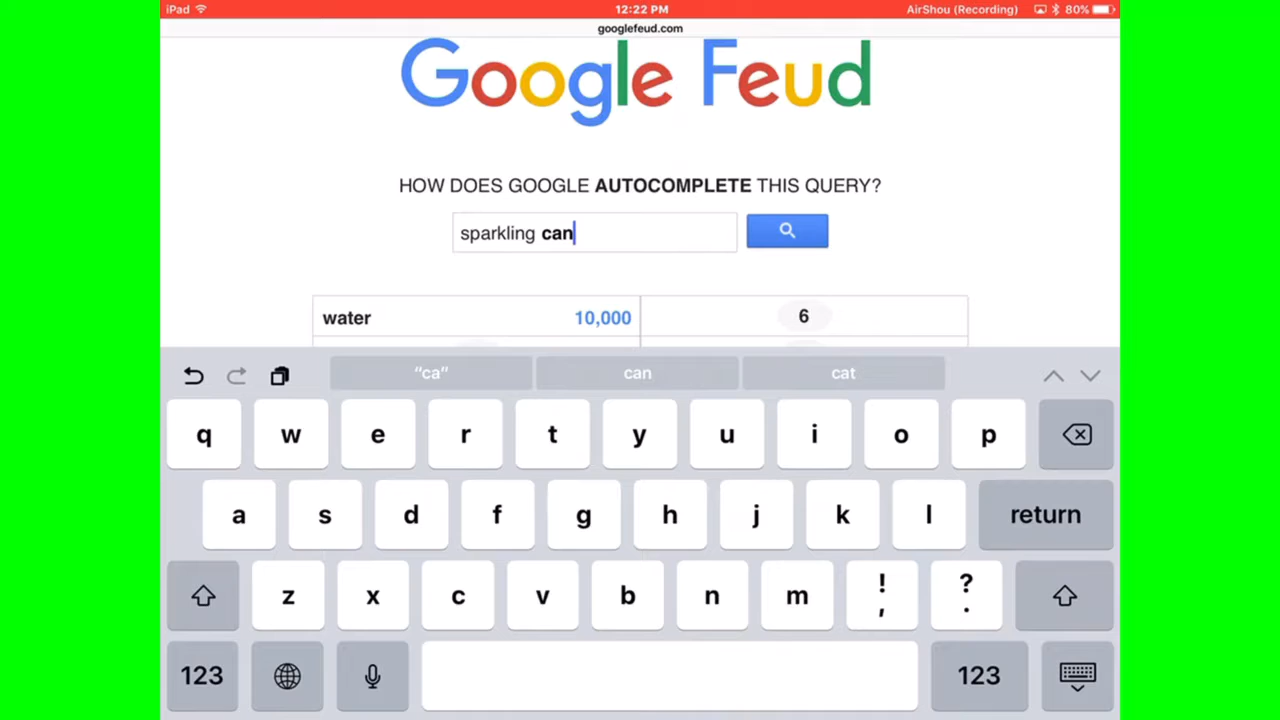 iPad 12:22 PM AirShou (Recording) 80%
googlefeud.com
Google Feud
HOW DOES GOOGLE AUTOCOMPLETE THIS QUERY?
sparkling can
water 10,000 6
“ca” can cat
q w e r t y u i o p
a s d f g h j k l return
z x c v b n m ! , ? .
123 123